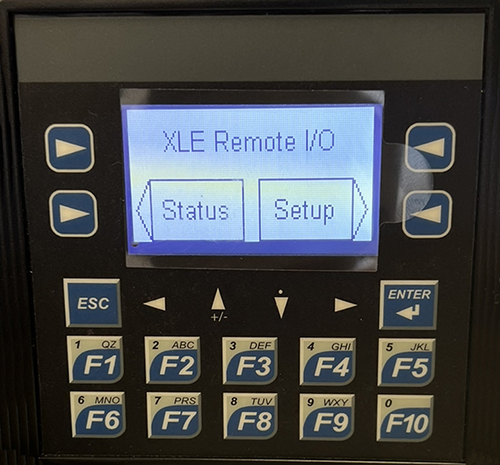 XLE Remote I/O
Status Setup
ESC +/- ENTER
1 QZ 2 ABC 3 DEF 4 GHI 5 JKL
F1 F2 F3 F4 F5
6 MNO 7 PRS 8 TUV 9 WXY 0
F6 F7 F8 F9 F10